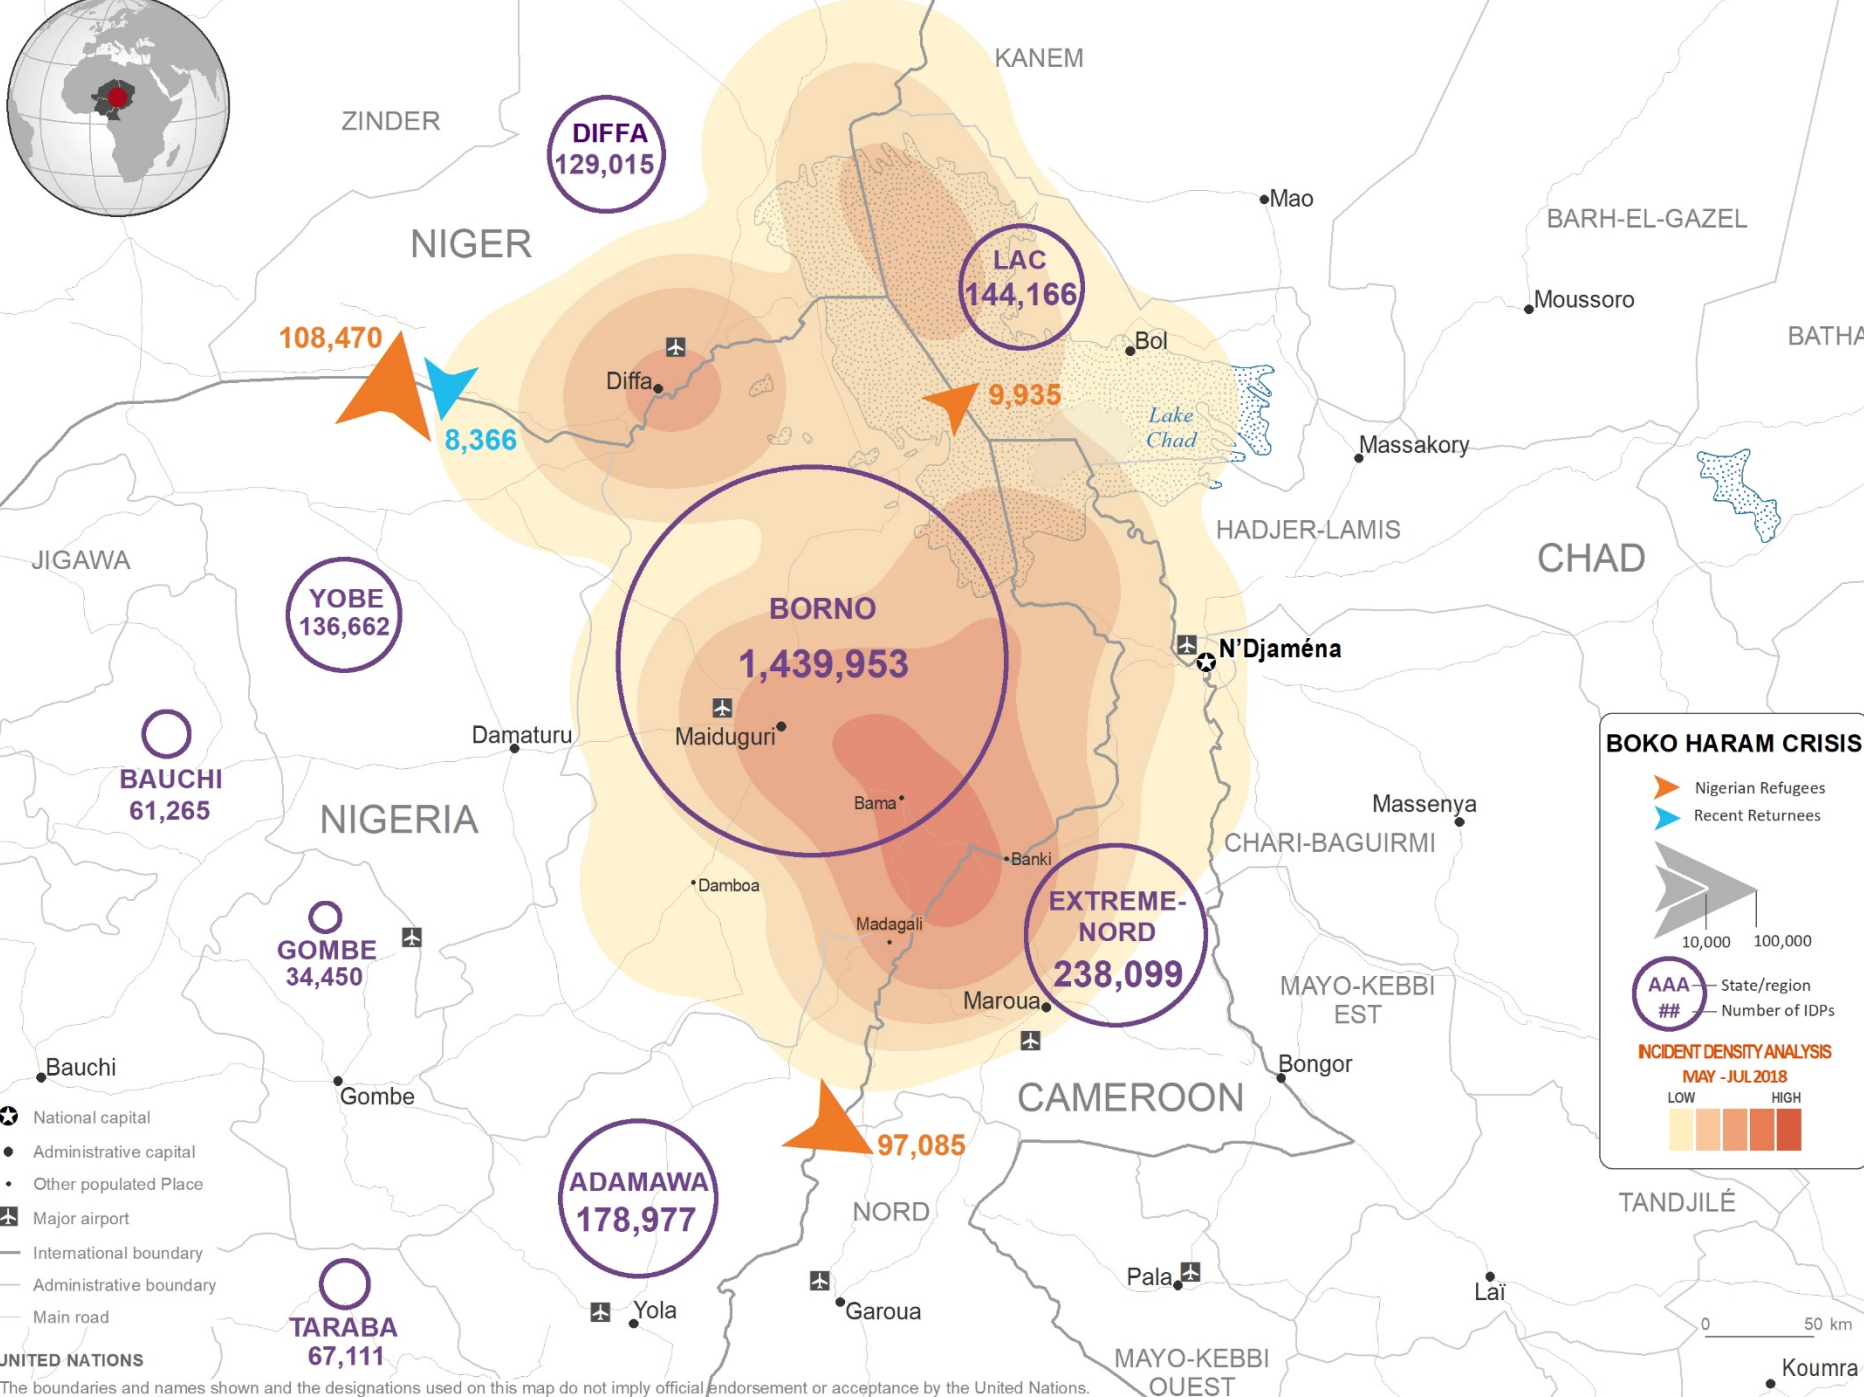 KANEM
ZINDER
DIFFA
129,015
Mao
BARH-EL-GAZEL
NIGER
LAC
144,166
Moussoro
108,470
BATHA
Bol
Diffa
9,935
Lake
Chad
8,366
Massakory
HADJER-LAMIS
CHAD
JIGAWA
YOBE
136,662
BORNO
1,439,953
N'Djaména
Maiduguri
Damaturu
BAUCHI
61,265
NIGERIA
Bama
Massenya
CHARI-BAGUIRMI
Banki
Damboa
EXTREME-
NORD
238,099
Madagali
GOMBE
34,450
Maroua
MAYO-KEBBI
EST
Bauchi
Gombe
Bongor
CAMEROON
97,085
ADAMAWA
178,977
NORD
TANDJILÉ
Pala
Laï
Yola
Garoua
TARABA
67,111
MAYO-KEBBI
OUEST
Koumra
BOKO HARAM CRISIS
Nigerian Refugees
Recent Returnees
10,000
100,000
AAA
State/region
##
Number of IDPs
INCIDENT DENSITY ANALYSIS
MAY - JUL 2018
LOW HIGH
0 50 km
National capital
Administrative capital
Other populated Place
Major airport
International boundary
Administrative boundary
Main road
UNITED NATIONS
The boundaries and names shown and the designations used on this map do not imply official endorsement or acceptance by the United Nations.